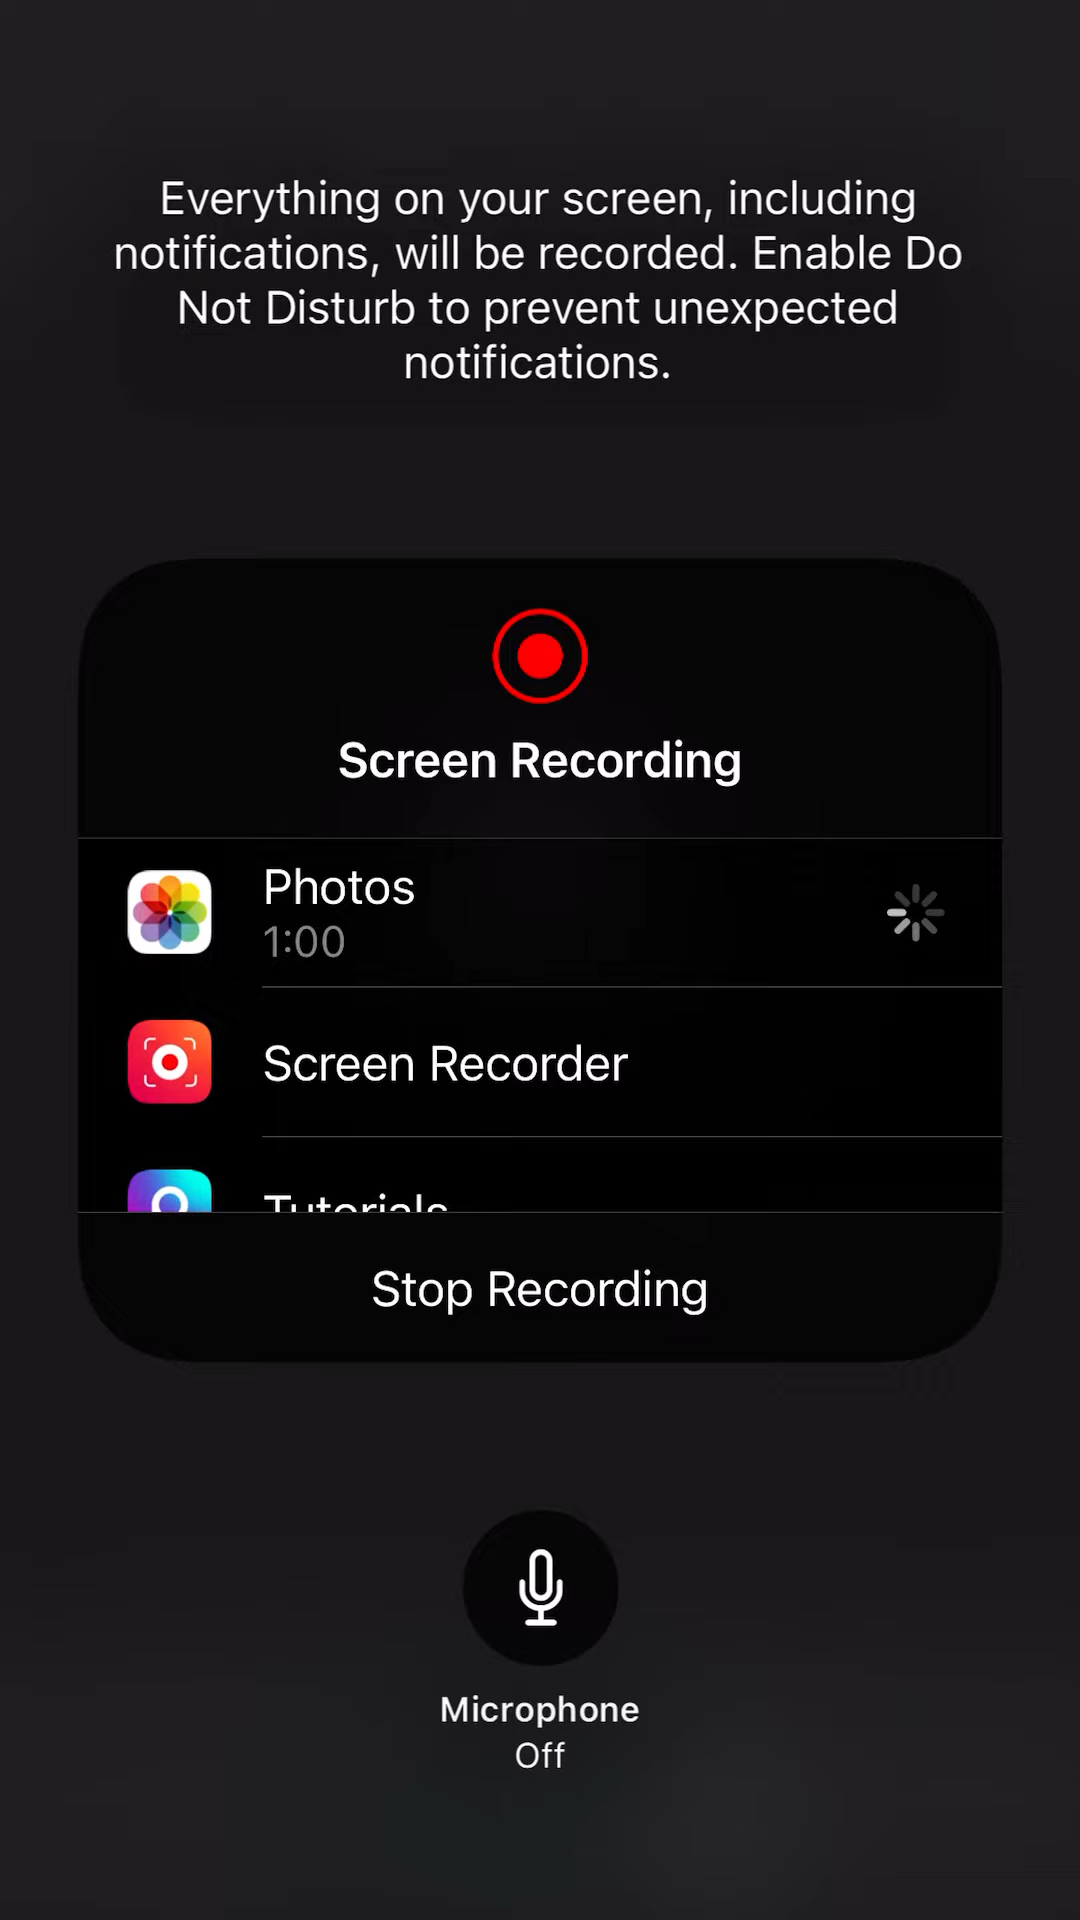 Everything on your screen, including
notifications, will be recorded. Enable Do
Not Disturb to prevent unexpected
notifications.
Screen Recording
Photos
1:00
Screen Recorder
Tutorials
Stop Recording
Microphone
Off